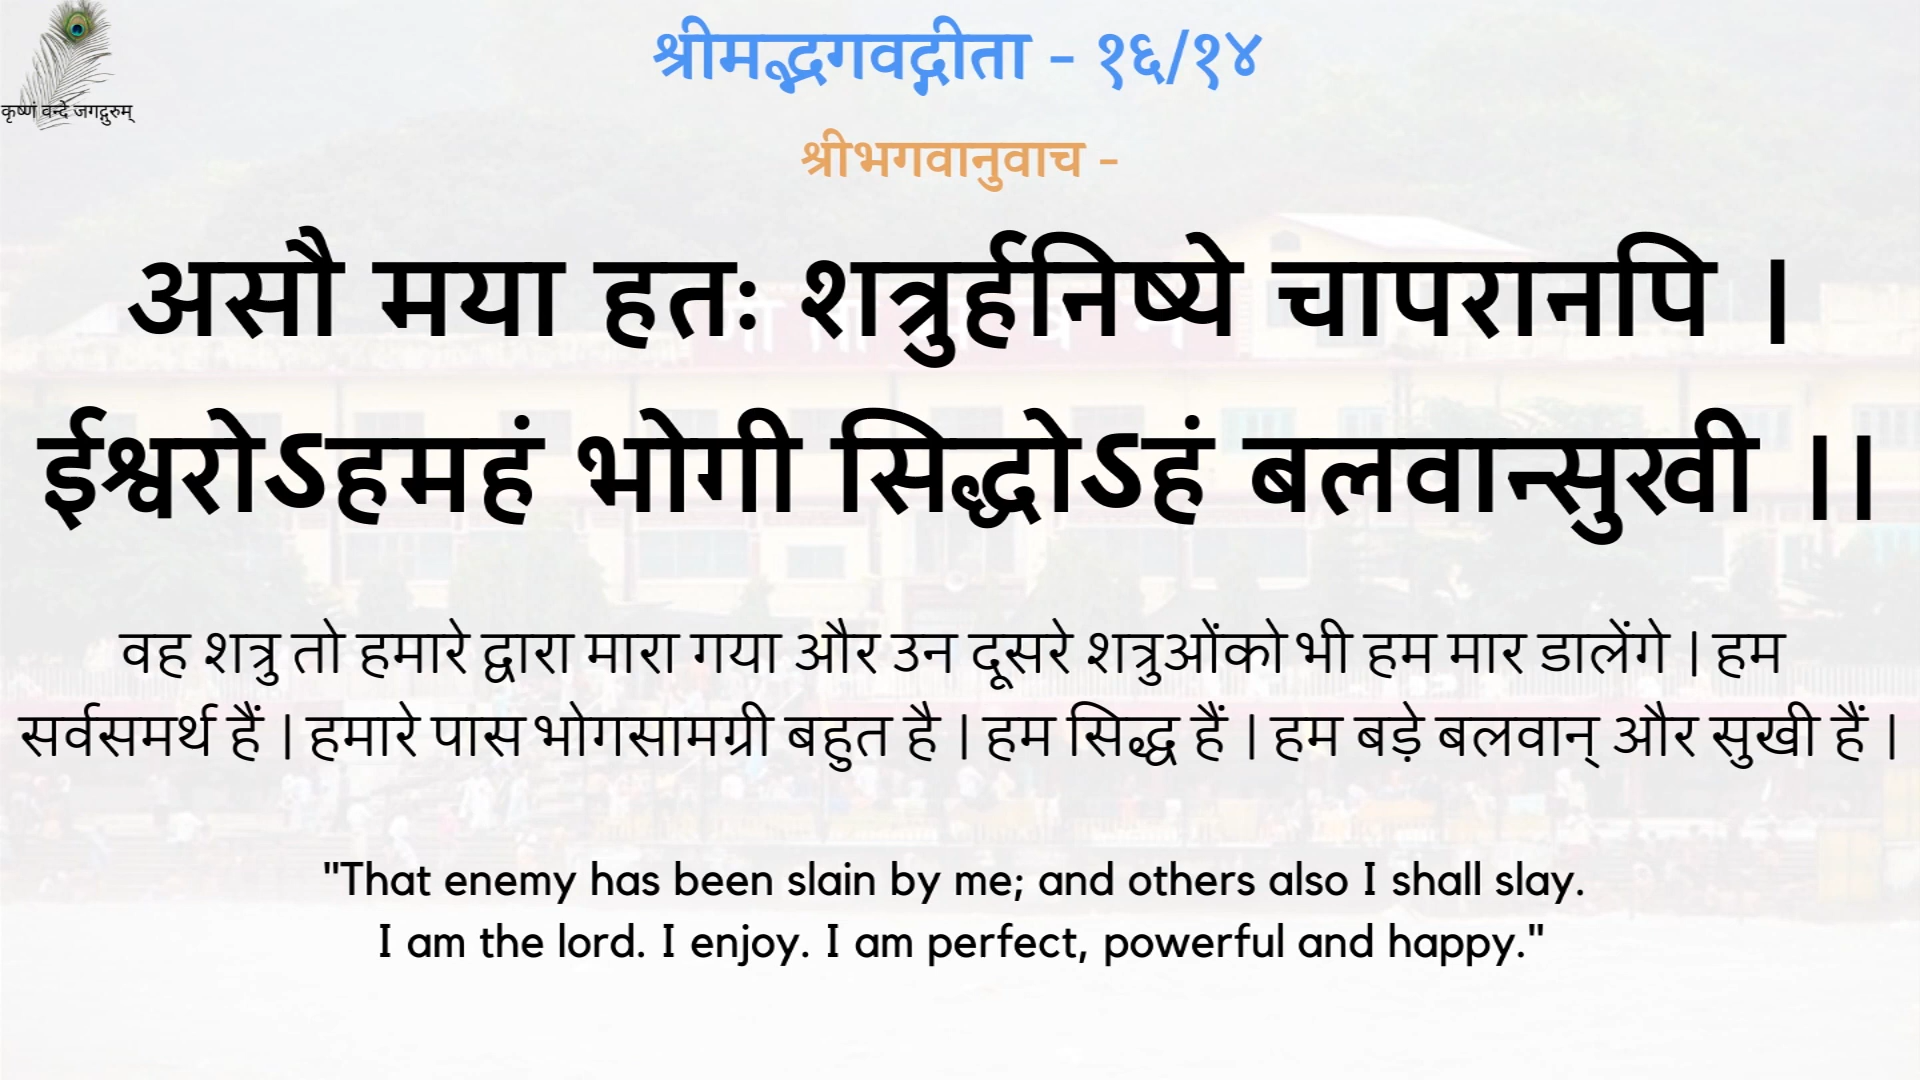 श्रीमद्भगवद्गीता - १६/१४
कृष्णं वन्दे जगद्गुरुम्
श्रीभगवानुवाच -
असौ मया हतः शत्रुर्हनिष्ये चापरानपि |
ईश्वरोऽहमहं भोगी सिद्धोऽहं बलवान्सुखी ||
वह शत्रु तो हमारे द्वारा मारा गया और उन दूसरे शत्रुओंको भी हम मार डालेंगे | हम
सर्वसमर्थ हैं | हमारे पास भोगसामग्री बहुत है | हम सिद्ध हैं | हम बड़े बलवान् और सुखी हैं |
"That enemy has been slain by me; and others also I shall slay.
I am the lord. I enjoy. I am perfect, powerful and happy."